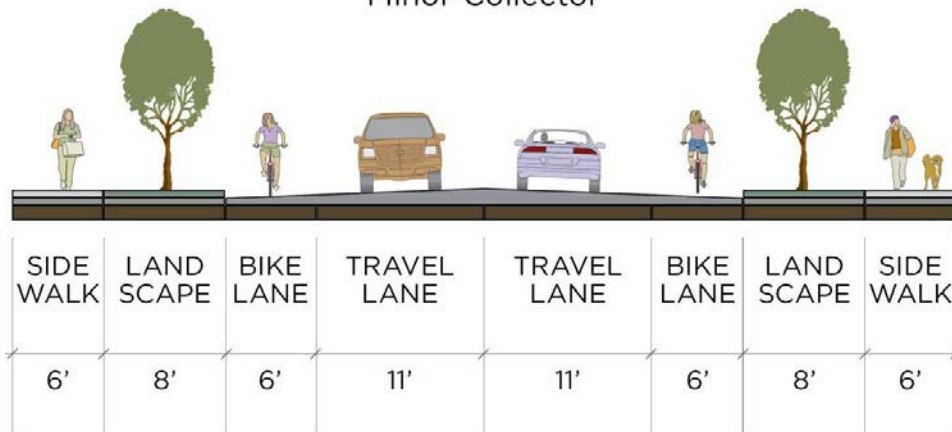 Minor Collector
SIDE WALK
LAND SCAPE
BIKE LANE
TRAVEL LANE
TRAVEL LANE
BIKE LANE
LAND SCAPE
SIDE WALK
6' 8' 6' 11' 11' 6' 8' 6'